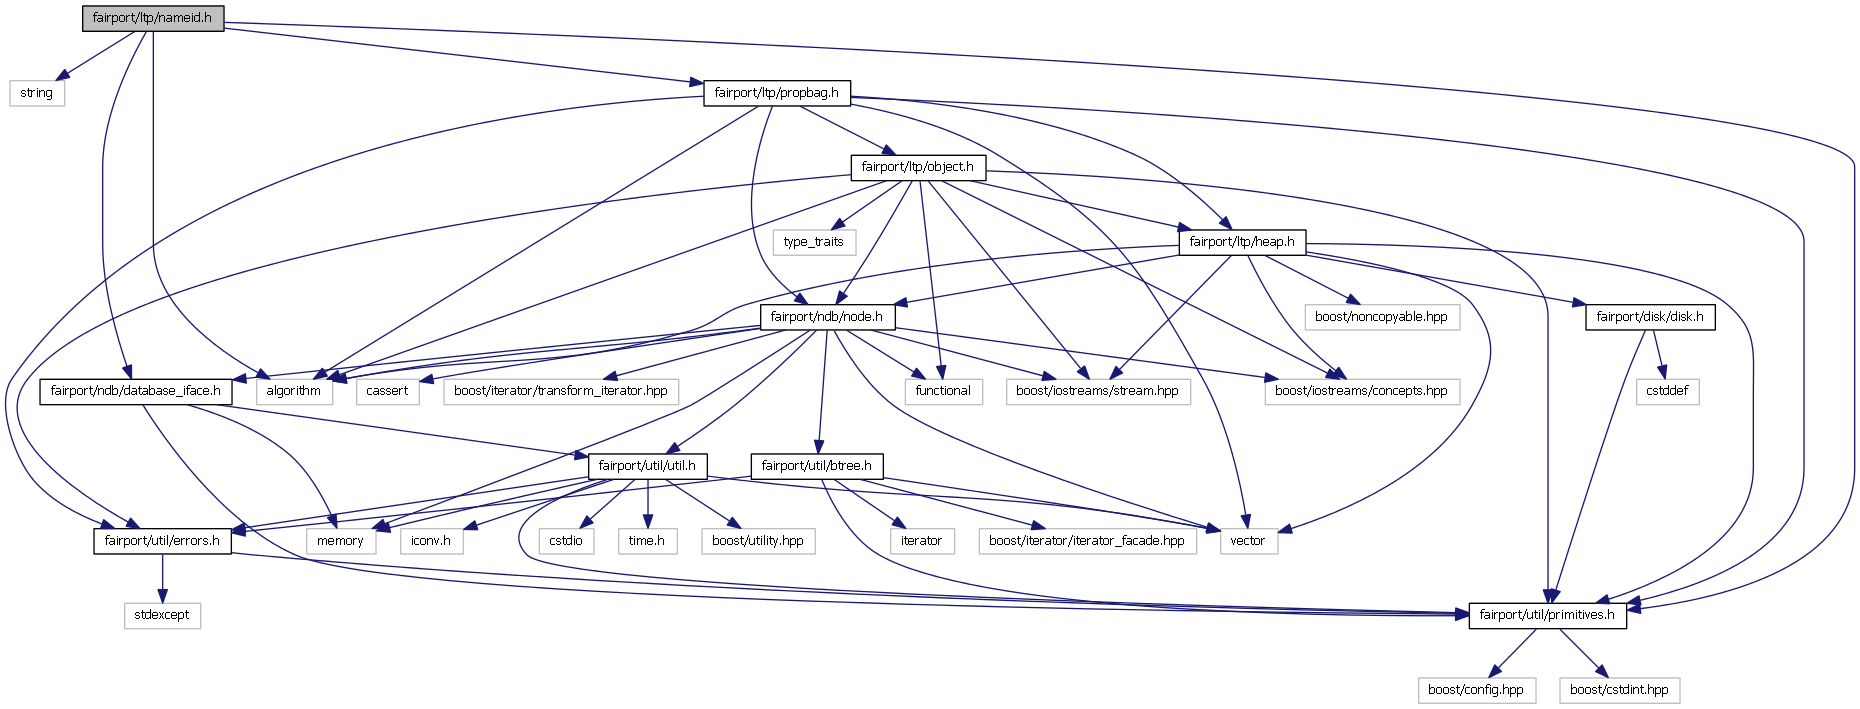 fairport/ltp/nameid.h
string
fairport/ltp/propbag.h
fairport/ltp/object.h
type_traits
fairport/ltp/heap.h
fairport/ndb/node.h
boost/noncopyable.hpp
fairport/disk/disk.h
fairport/ndb/database_iface.h
algorithm
cassert
boost/iterator/transform_iterator.hpp
functional
boost/iostreams/stream.hpp
boost/iostreams/concepts.hpp
cstddef
fairport/util/util.h
fairport/util/btree.h
fairport/util/errors.h
memory
iconv.h
cstdio
time.h
boost/utility.hpp
iterator
boost/iterator/iterator_facade.hpp
vector
stdexcept
fairport/util/primitives.h
boost/config.hpp
boost/cstdint.hpp